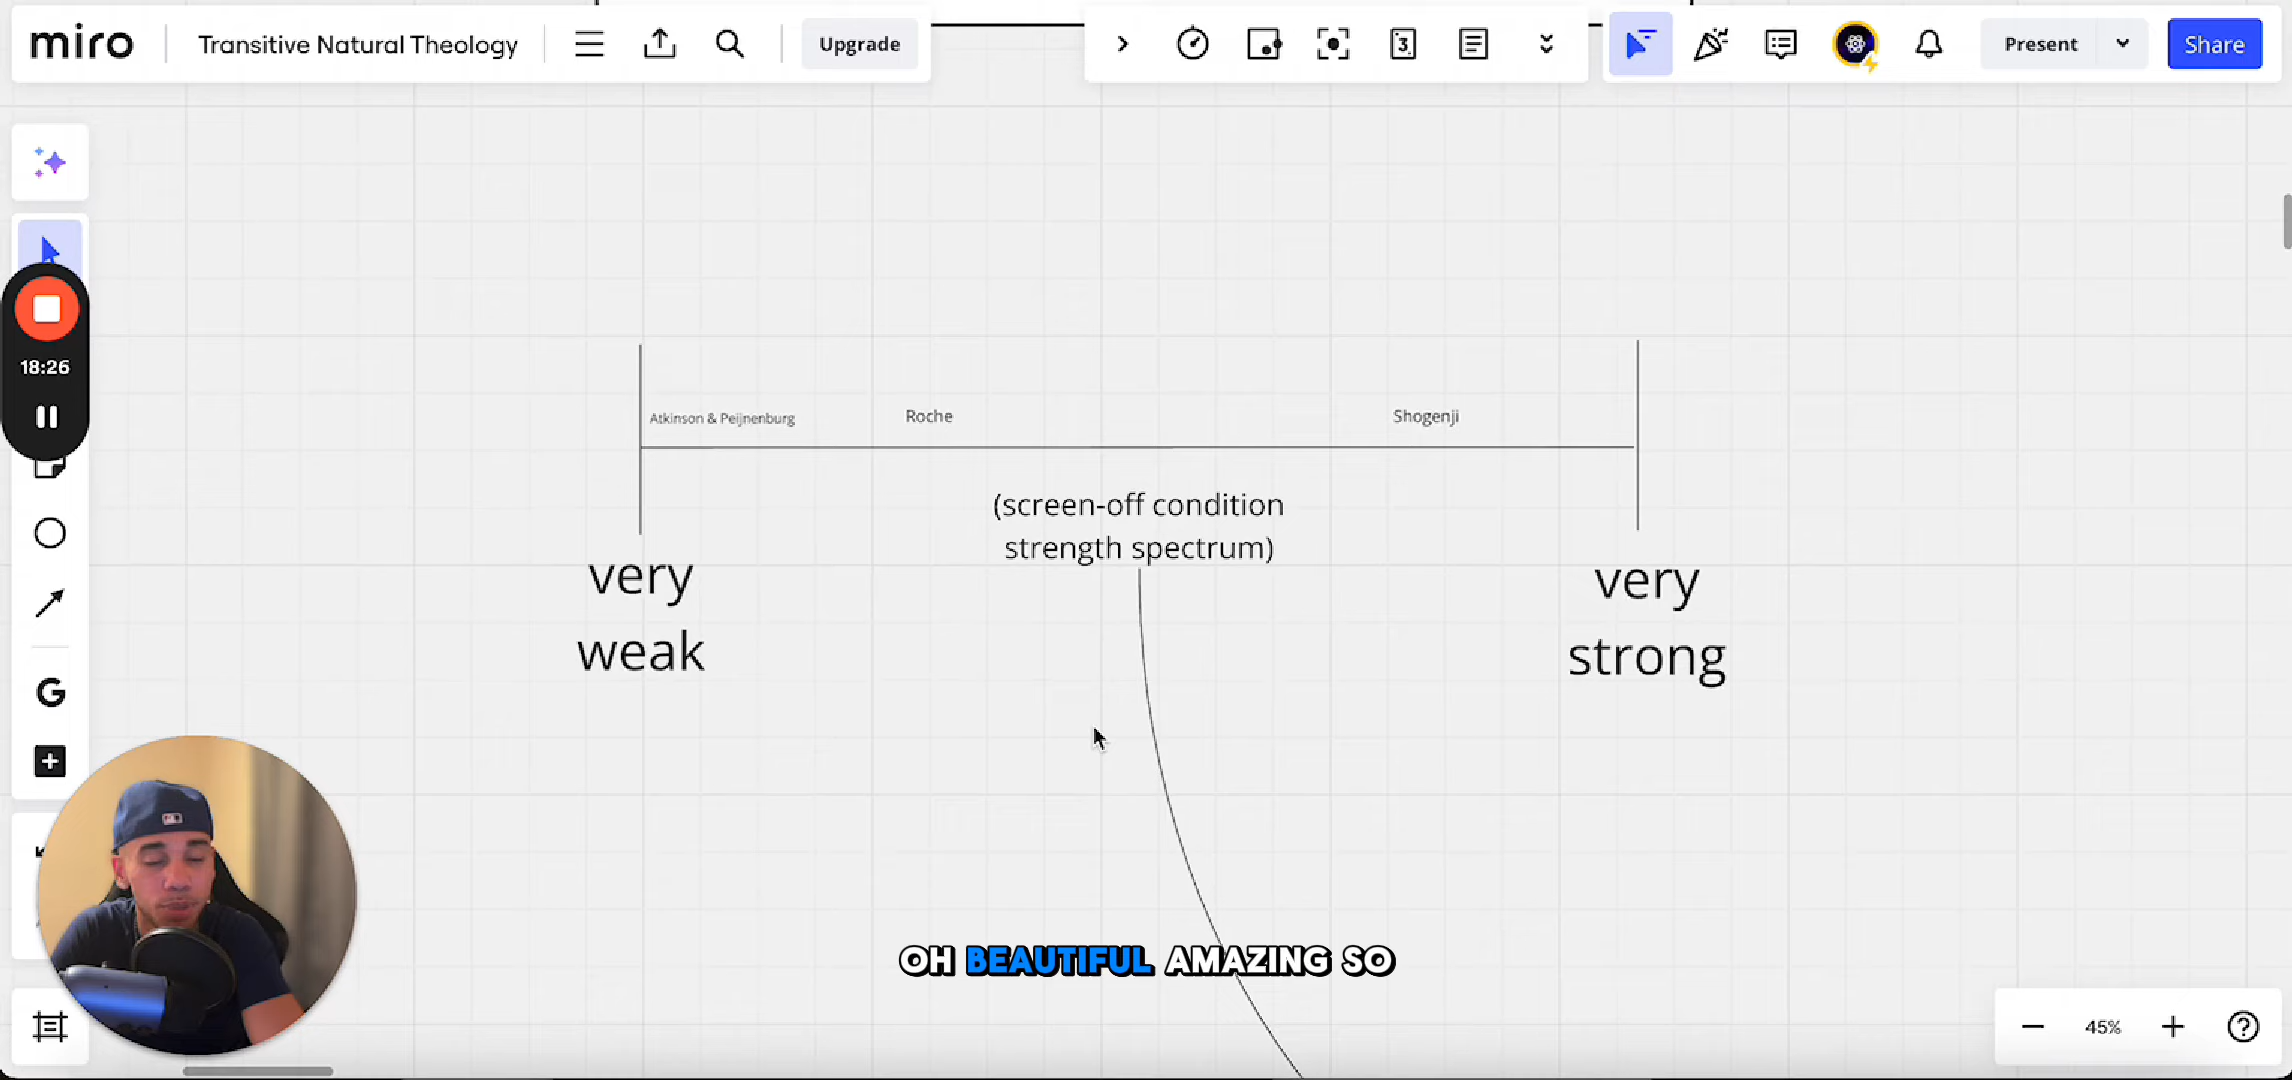 miro
Transitive Natural Theology
Upgrade
3
Present
Share
18:26
Atkinson & Peijnenburg
Roche
Shogenji
(screen-off condition
strength spectrum)
very
weak
very
strong
G
OH BEAUTIFUL AMAZING SO
45%